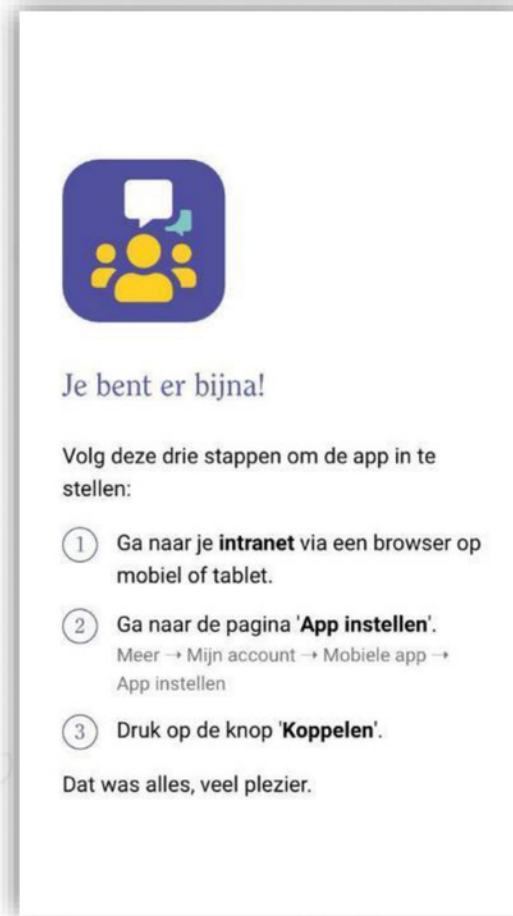 Je bent er bijna!
Volg deze drie stappen om de app in te
stellen:
1 Ga naar je intranet via een browser op
mobiel of tablet.
2 Ga naar de pagina 'App instellen'.
Meer → Mijn account → Mobiele app →
App instellen
3 Druk op de knop 'Koppelen'.
Dat was alles, veel plezier.